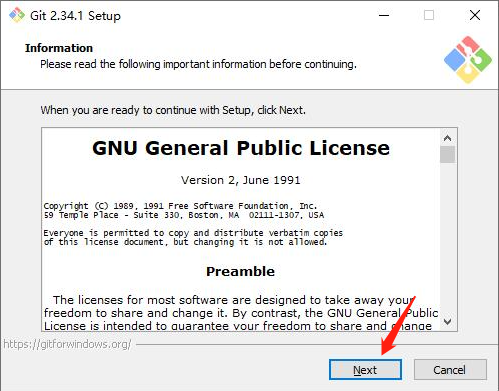 Git 2.34.1 Setup
Information
Please read the following important information before continuing.
When you are ready to continue with Setup, click Next.
GNU General Public License
Version 2, June 1991
Copyright (C) 1989, 1991 Free Software Foundation, Inc.
59 Temple Place - Suite 330, Boston, MA  02111-1307, USA
Everyone is permitted to copy and distribute verbatim copies
of this license document, but changing it is not allowed.
Preamble
The licenses for most software are designed to take away your
freedom to share and change it. By contrast, the GNU General Public
License is intended to guarantee your freedom to share and change
https://gitforwindows.org/
Next
Cancel